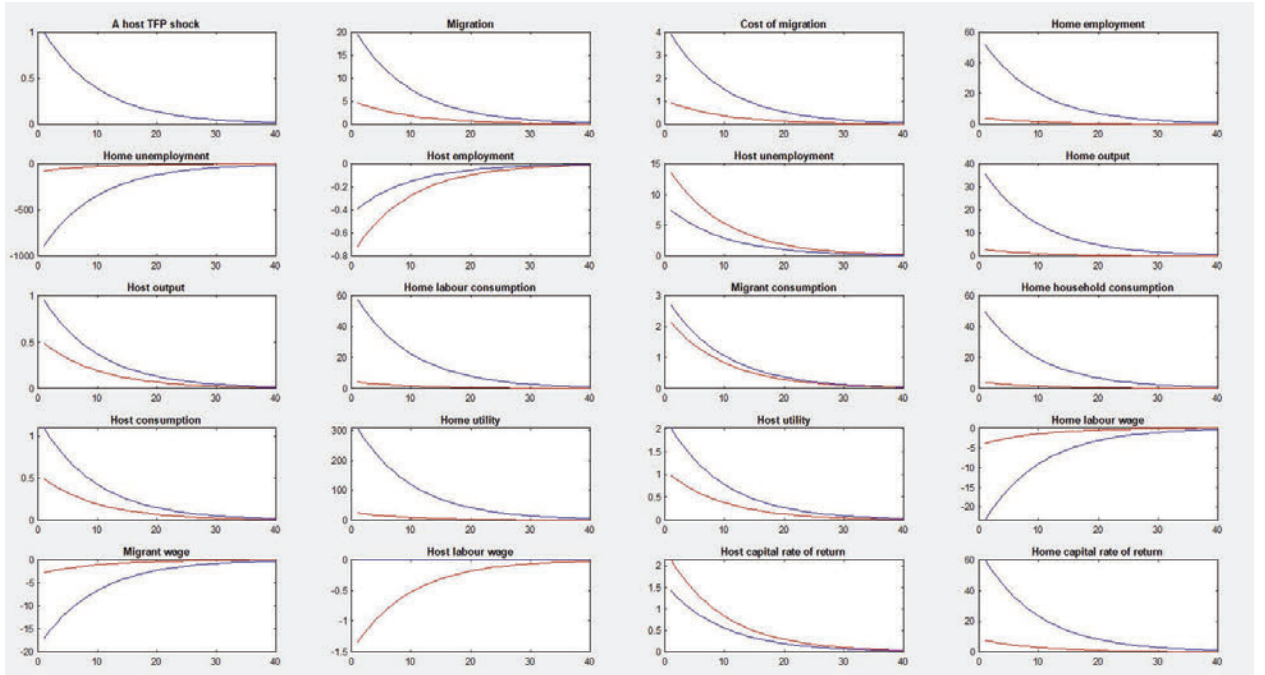 A host TFP shock
1
0.5
0
0 10 20 30 40
Migration
20
15
10
5
0
0 10 20 30 40
Cost of migration
4
3
2
1
0
0 10 20 30 40
Home employment
60
40
20
0
0 10 20 30 40
Home unemployment
0
-500
-1000
0 10 20 30 40
Host employment
0
-0.2
-0.4
-0.6
-0.8
0 10 20 30 40
Host unemployment
15
10
5
0
0 10 20 30 40
Home output
40
30
20
10
0
0 10 20 30 40
Host output
1
0.5
0
0 10 20 30 40
Home labour consumption
60
40
20
0
0 10 20 30 40
Migrant consumption
3
2
1
0
0 10 20 30 40
Home household consumption
60
40
20
0
0 10 20 30 40
Host consumption
1
0.5
0
0 10 20 30 40
Home utility
300
200
100
0
0 10 20 30 40
Host utility
2
1.5
1
0.5
0
0 10 20 30 40
Home labour wage
0
-5
-10
-15
-20
0 10 20 30 40
Migrant wage
0
-5
-10
-15
-20
0 10 20 30 40
Host labour wage
0
-0.5
-1
-1.5
0 10 20 30 40
Host capital rate of return
2
1.5
1
0.5
0
0 10 20 30 40
Home capital rate of return
60
40
20
0
0 10 20 30 40